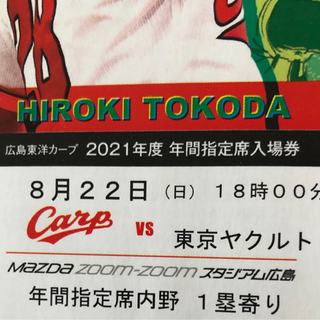 HIROKI TOKODA
広島東洋カープ 2021年度 年間指定席入場券
8月22日 (日) 18時00分
Carp VS 東京ヤクルト
mazpa zoom-zoom スタジアム広島
年間指定席内野 1塁寄り